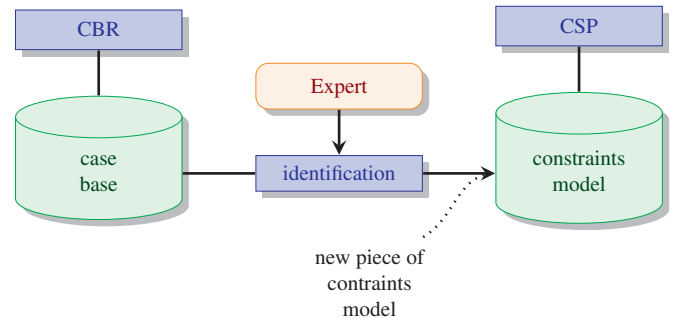 CBR
CSP
Expert
case
base
identification
constraints
model
new piece of
contraints
model